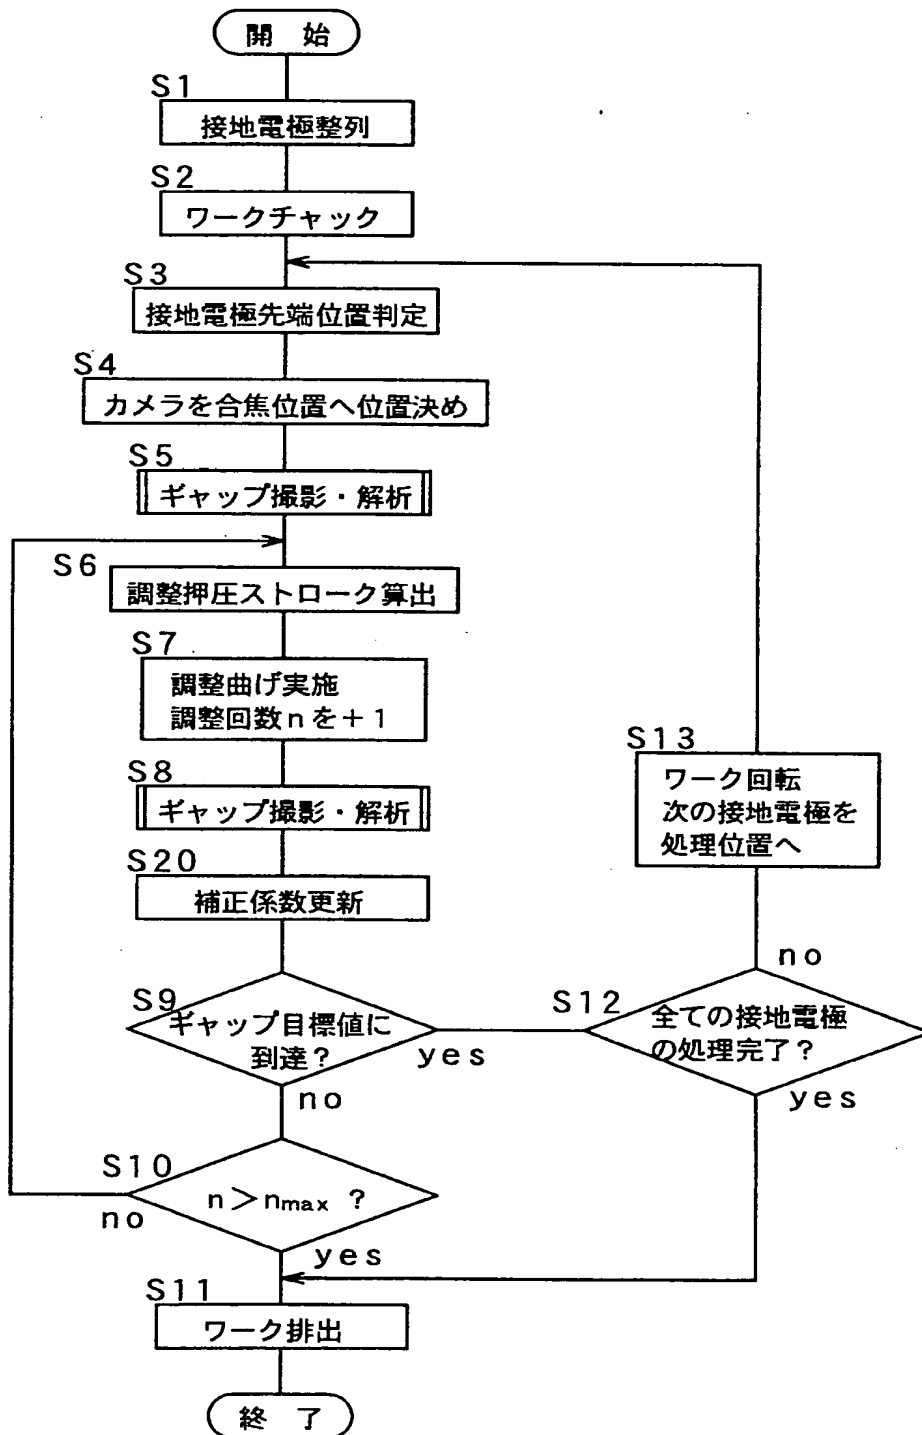 開 始
S1
接地電極整列
S2
ワークチャック
S3
接地電極先端位置判定
S4
カメラを合焦位置へ位置決め
S5
ギャップ撮影・解析
S6
調整押圧ストローク算出
S7
調整曲げ実施
調整回数nを+1
S8
ギャップ撮影・解析
S20
補正係数更新
S9
ギャップ目標値に
到達?
yes
no
S10
n>nmax ?
no
yes
S11
ワーク排出
終 了
S12
全ての接地電極
の処理完了?
no
yes
S13
ワーク回転
次の接地電極を
処理位置へ